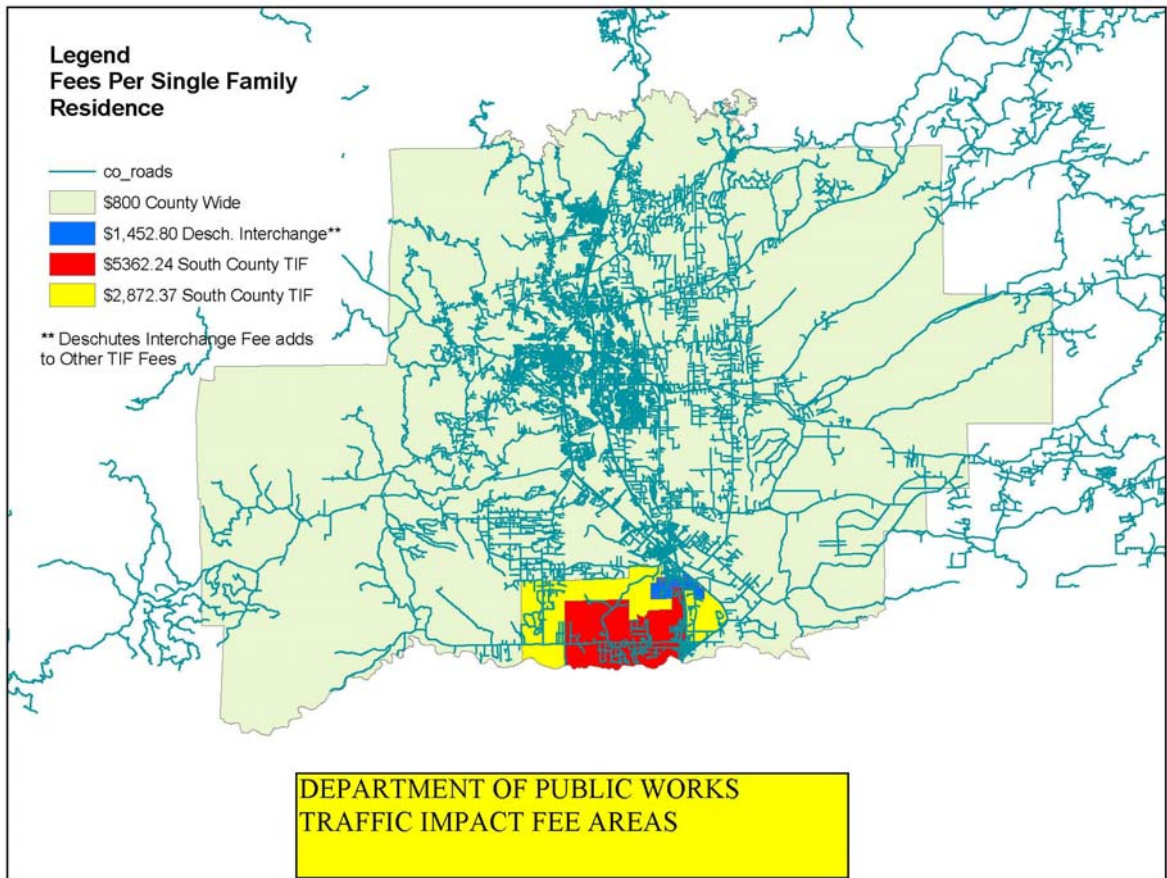 Legend
Fees Per Single Family
Residence
co_roads
$800 County Wide
$1,452.80 Desch. Interchange**
$5362.24 South County TIF
$2,872.37 South County TIF
** Deschutes Interchange Fee adds
to Other TIF Fees
DEPARTMENT OF PUBLIC WORKS
TRAFFIC IMPACT FEE AREAS